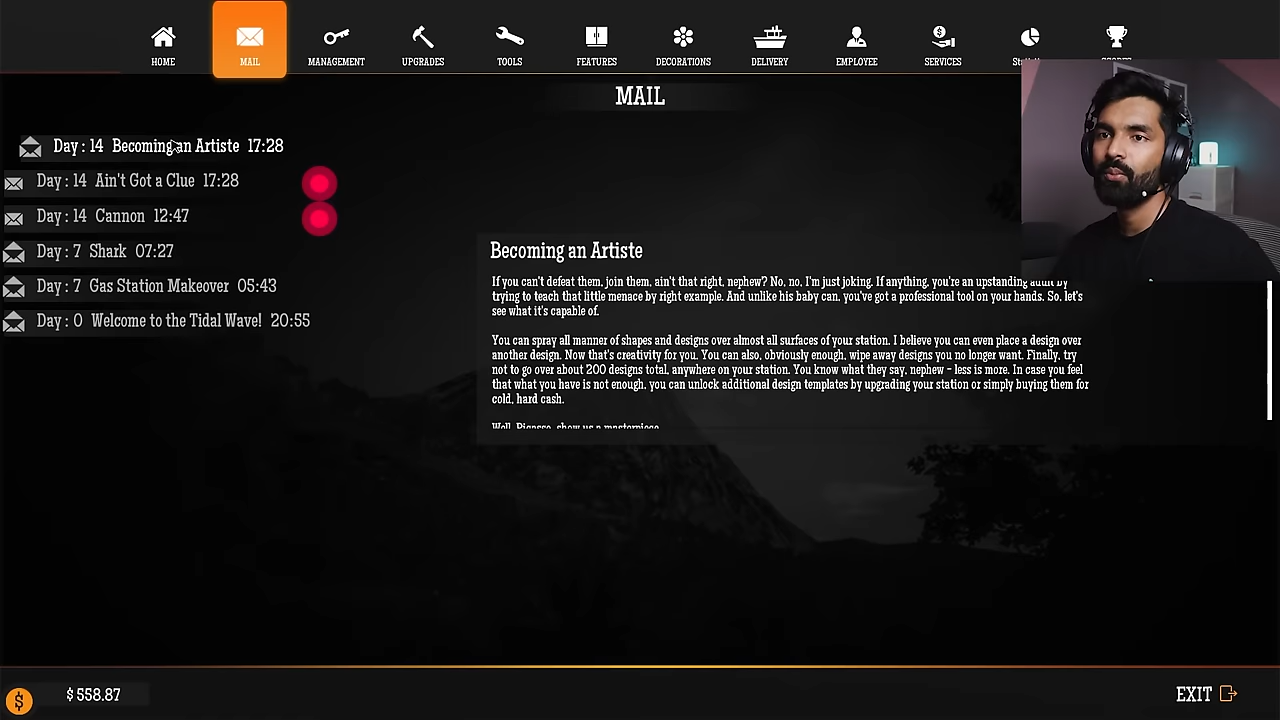 HOME
MAIL
MANAGEMENT
UPGRADES
TOOLS
FEATURES
DECORATIONS
DELIVERY
EMPLOYEE
SERVICES
MAIL
Day : 14 Becoming an Artiste 17:28
Day : 14 Ain't Got a Clue 17:28
Day : 14 Cannon 12:47
Day : 7 Shark 07:27
Day : 7 Gas Station Makeover 05:43
Day : 0 Welcome to the Tidal Wave! 20:55
Becoming an Artiste
If you can't defeat them, join them, ain't that right, nephew? No, no, I'm just joking. If anything, you're an upstanding adult by
trying to teach that little menace by right example. And unlike his baby can, you've got a professional tool on your hands. So, let's
see what it's capable of.
You can spray all manner of shapes and designs over almost all surfaces of your station. I believe you can even place a design over
another design. Now that's creativity for you. You can also, obviously enough, wipe away designs you no longer want. Finally, try
not to go over about 200 designs total, anywhere on your station. You know what they say, nephew - less is more. In case you feel
that what you have is not enough, you can unlock additional design templates by upgrading your station or simply buying them for
cold, hard cash.
Well, Picasso, show us a masterpiece
$ 558.87
EXIT